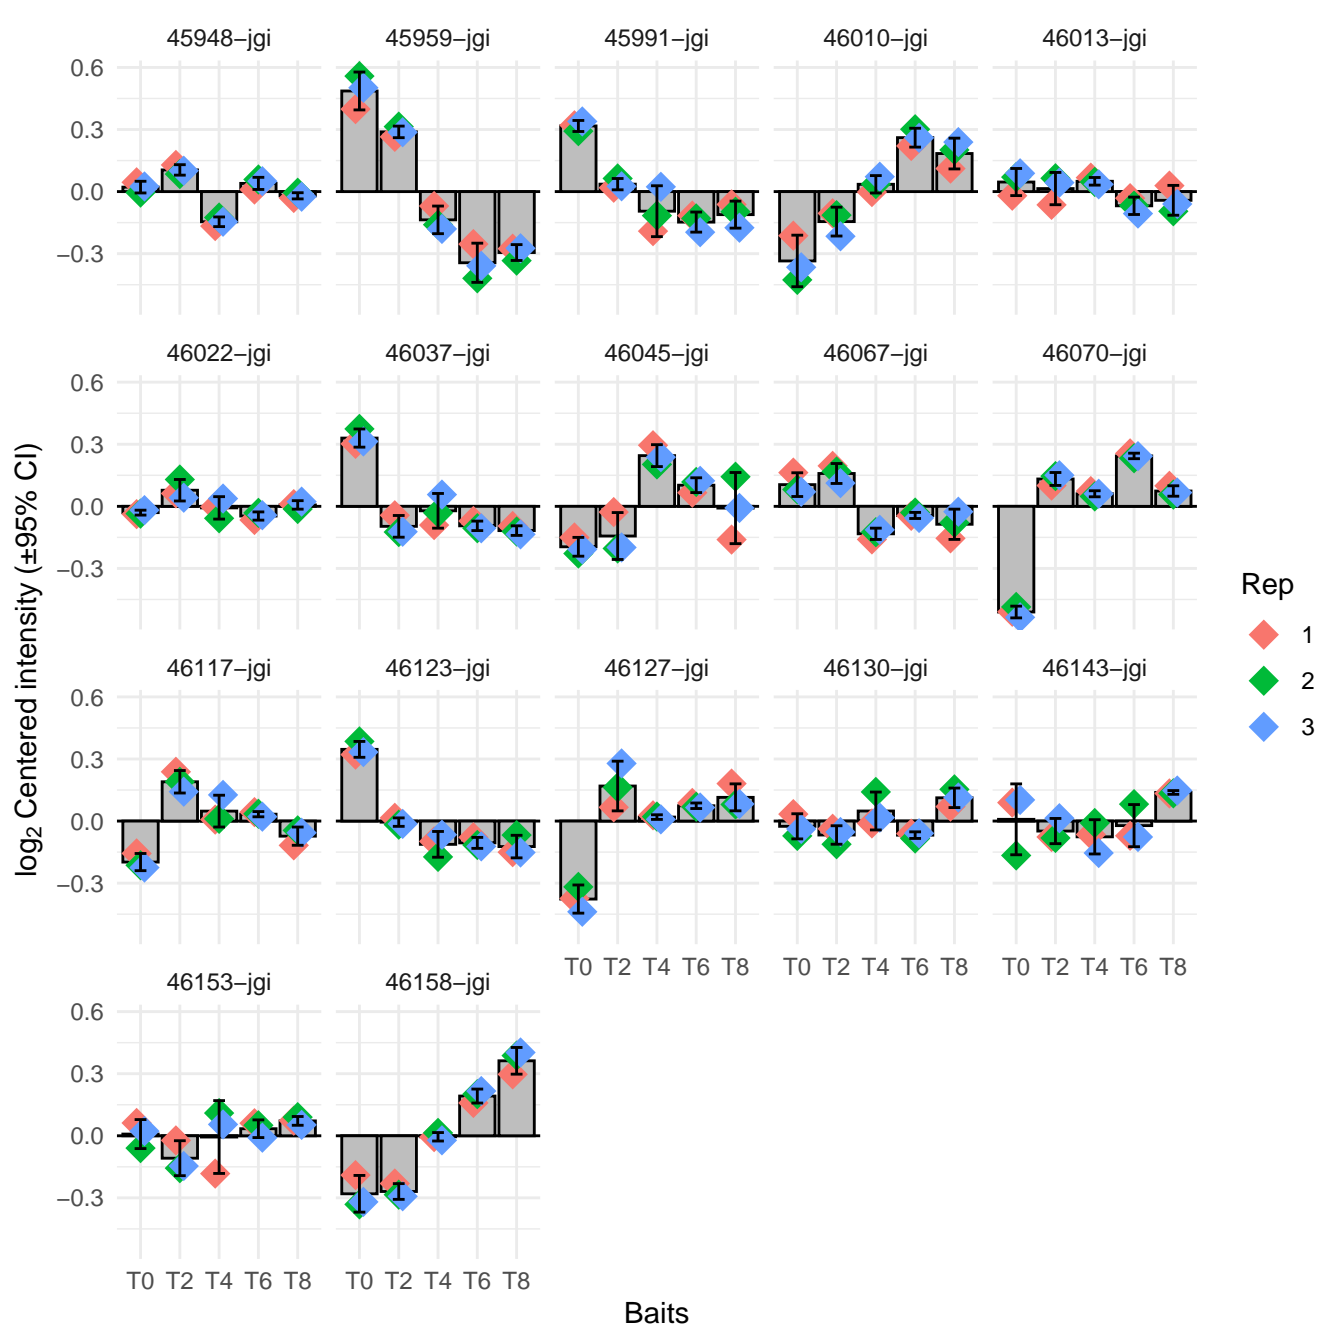 45948−jgi 45959−jgi 45991−jgi 46010−jgi 46013−jgi
0.6
0.3
0.0
−0.3
46022−jgi 46037−jgi 46045−jgi 46067−jgi 46070−jgi
0.6
0.3
0.0
−0.3
46117−jgi 46123−jgi 46127−jgi 46130−jgi 46143−jgi
0.6
0.3
0.0
−0.3
T0 T2 T4 T6 T8 T0 T2 T4 T6 T8 T0 T2 T4 T6 T8
46153−jgi 46158−jgi
0.6
0.3
0.0
−0.3
T0 T2 T4 T6 T8 T0 T2 T4 T6 T8
Baits
log2 Centered intensity (±95% CI)
Rep
1
2
3